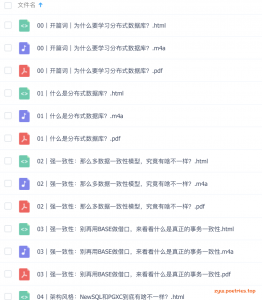 文件名
00丨开篇词丨为什么要学习分布式数据库？.html
00丨开篇词丨为什么要学习分布式数据库？.m4a
00丨开篇词丨为什么要学习分布式数据库？.pdf
01丨什么是分布式数据库？.html
01丨什么是分布式数据库？.m4a
01丨什么是分布式数据库？.pdf
02丨强一致性：那么多数据一致性模型，究竟有啥不一样？.html
02丨强一致性：那么多数据一致性模型，究竟有啥不一样？.m4a
02丨强一致性：那么多数据一致性模型，究竟有啥不一样？.pdf
03丨强一致性：别再用BASE做借口，来看看什么是真正的事务一致性.html
03丨强一致性：别再用BASE做借口，来看看什么是真正的事务一致性.m4a
03丨强一致性：别再用BASE做借口，来看看什么是真正的事务一致性.pdf
04丨架构风格：NewSQL和PGXC到底有啥不一样？.html